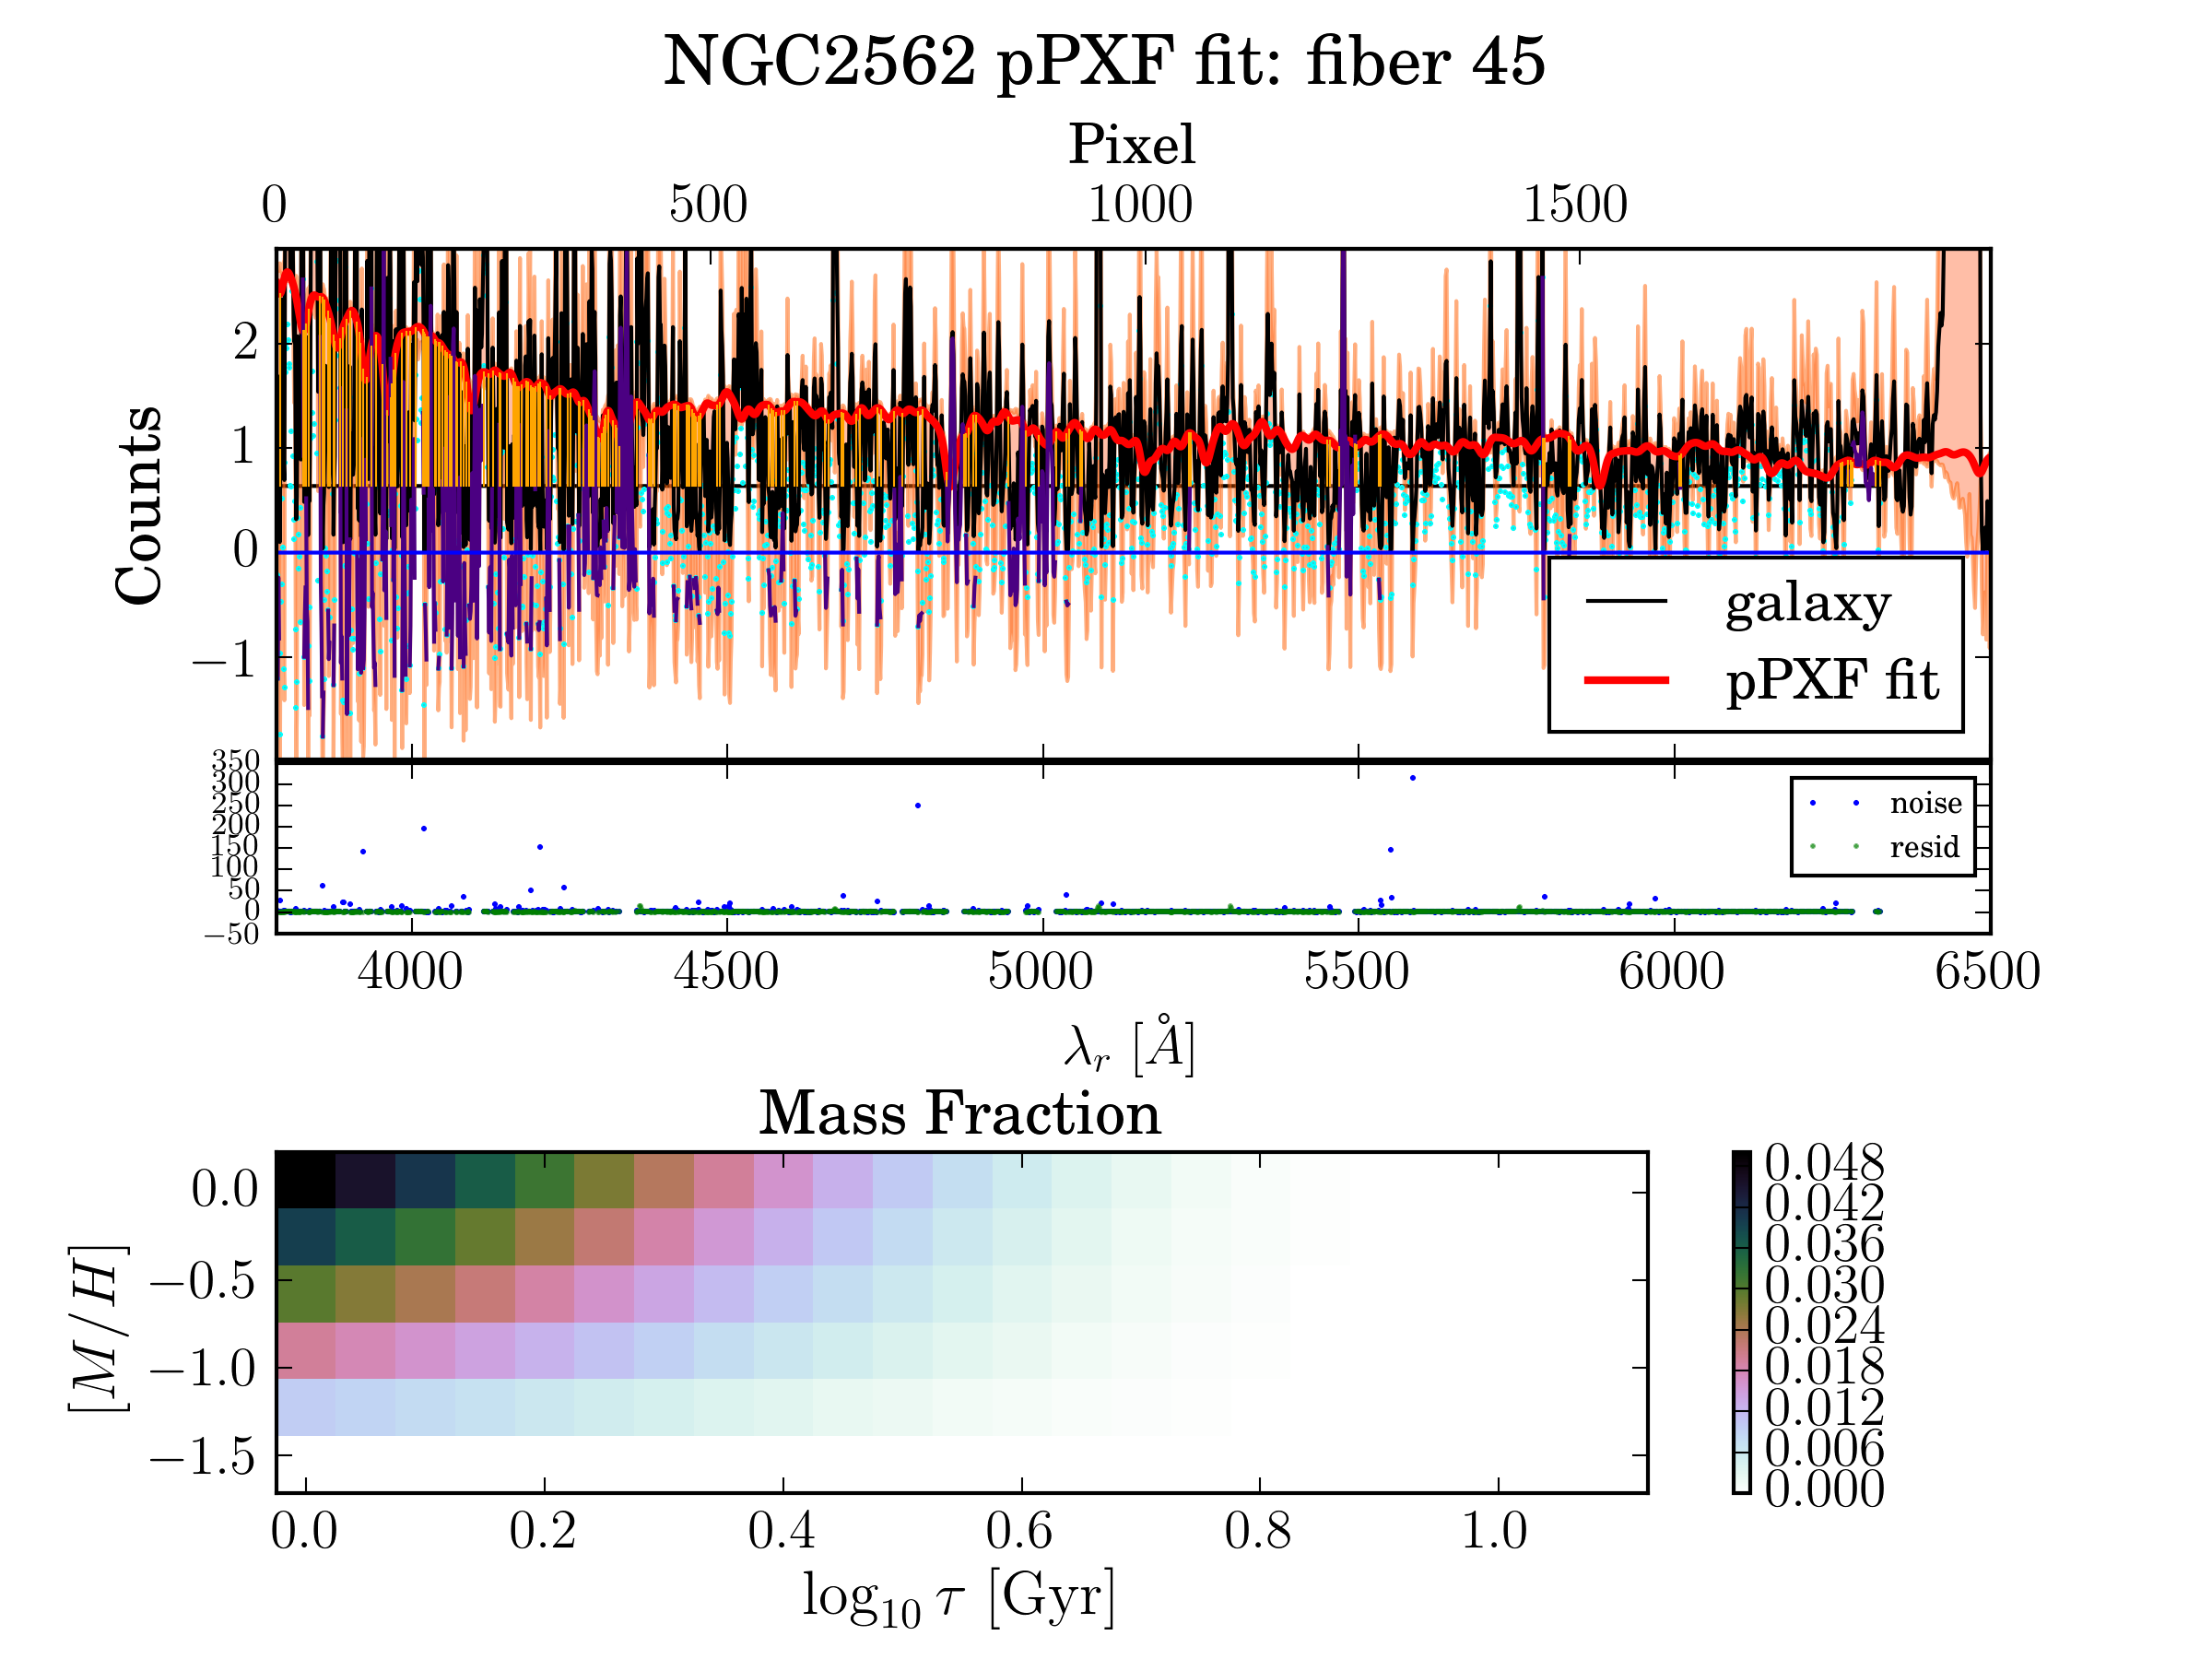 NGC2562 pPXF fit: fiber 45
Pixel
0 500 1000 1500
Counts
2
1
0
−1
galaxy
pPXF fit
350
300
250
200
150
100
50
0
−50
noise
resid
4000 4500 5000 5500 6000 6500
λr [Å]
Mass Fraction
[M/H]
0.0
−0.5
−1.0
−1.5
0.0 0.2 0.4 0.6 0.8 1.0
log10 τ [Gyr]
0.048
0.042
0.036
0.030
0.024
0.018
0.012
0.006
0.000